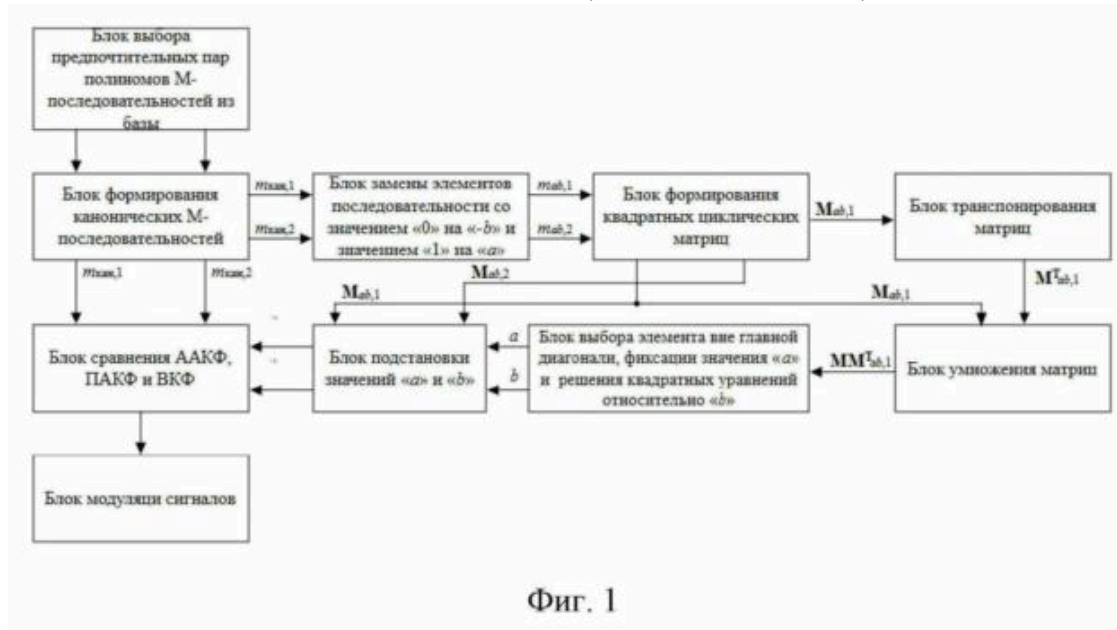 Блок выбора
предпочтительных пар
полиномов М-
последовательностей из
базы
Блок формирования
канонических М-
последовательностей
mкан,1
mкан,2
Блок замены элементов
последовательности со
значением «0» на «-b» и
значением «1» на «a»
mab,1
mab,2
Блок формирования
квадратных циклических
матриц
Mab,1
Блок транспонирования
матриц
mкан,1
mкан,2
Mab,2
Mab,1
Mab,1
MTab,1
Блок сравнения ААКФ,
ПАКФ и ВКФ
Блок подстановки
значений «a» и «b»
a
b
Блок выбора элемента вне главной
диагонали, фиксации значения «a»
и решения квадратных уравнений
относительно «b»
MMTab,1
Блок умножения матриц
Блок модуляци сигналов
Фиг. 1